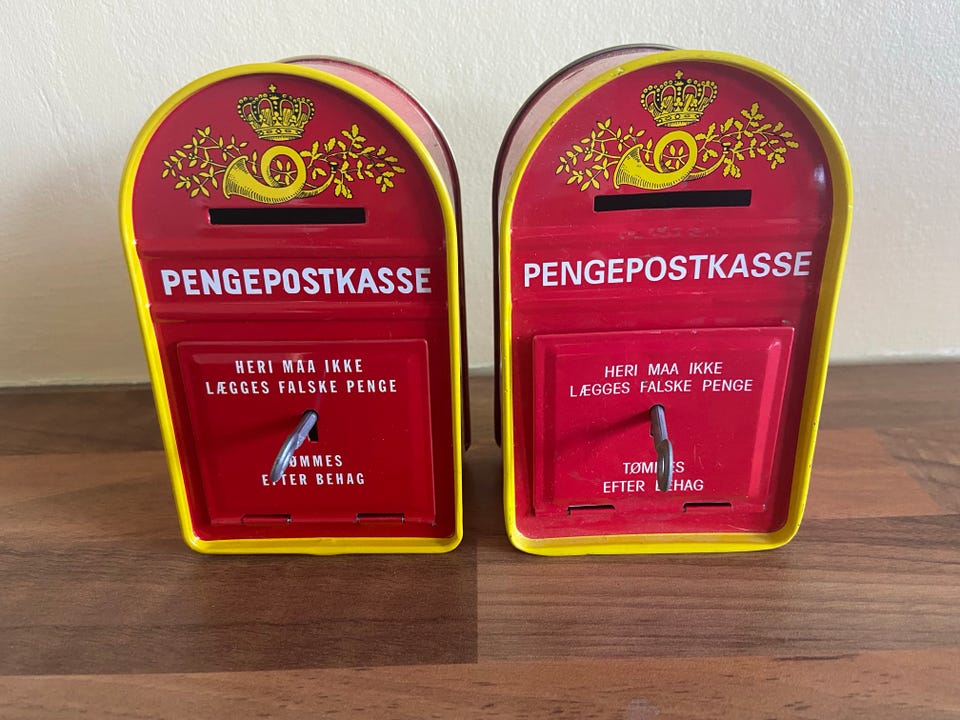 PENGEPOSTKASSE
HERI MAA IKKE
LÆGGES FALSKE PENGE
TØMMES
EFTER BEHAG
PENGEPOSTKASSE
HERI MAA IKKE
LÆGGES FALSKE PENGE
TØMMES
EFTER BEHAG